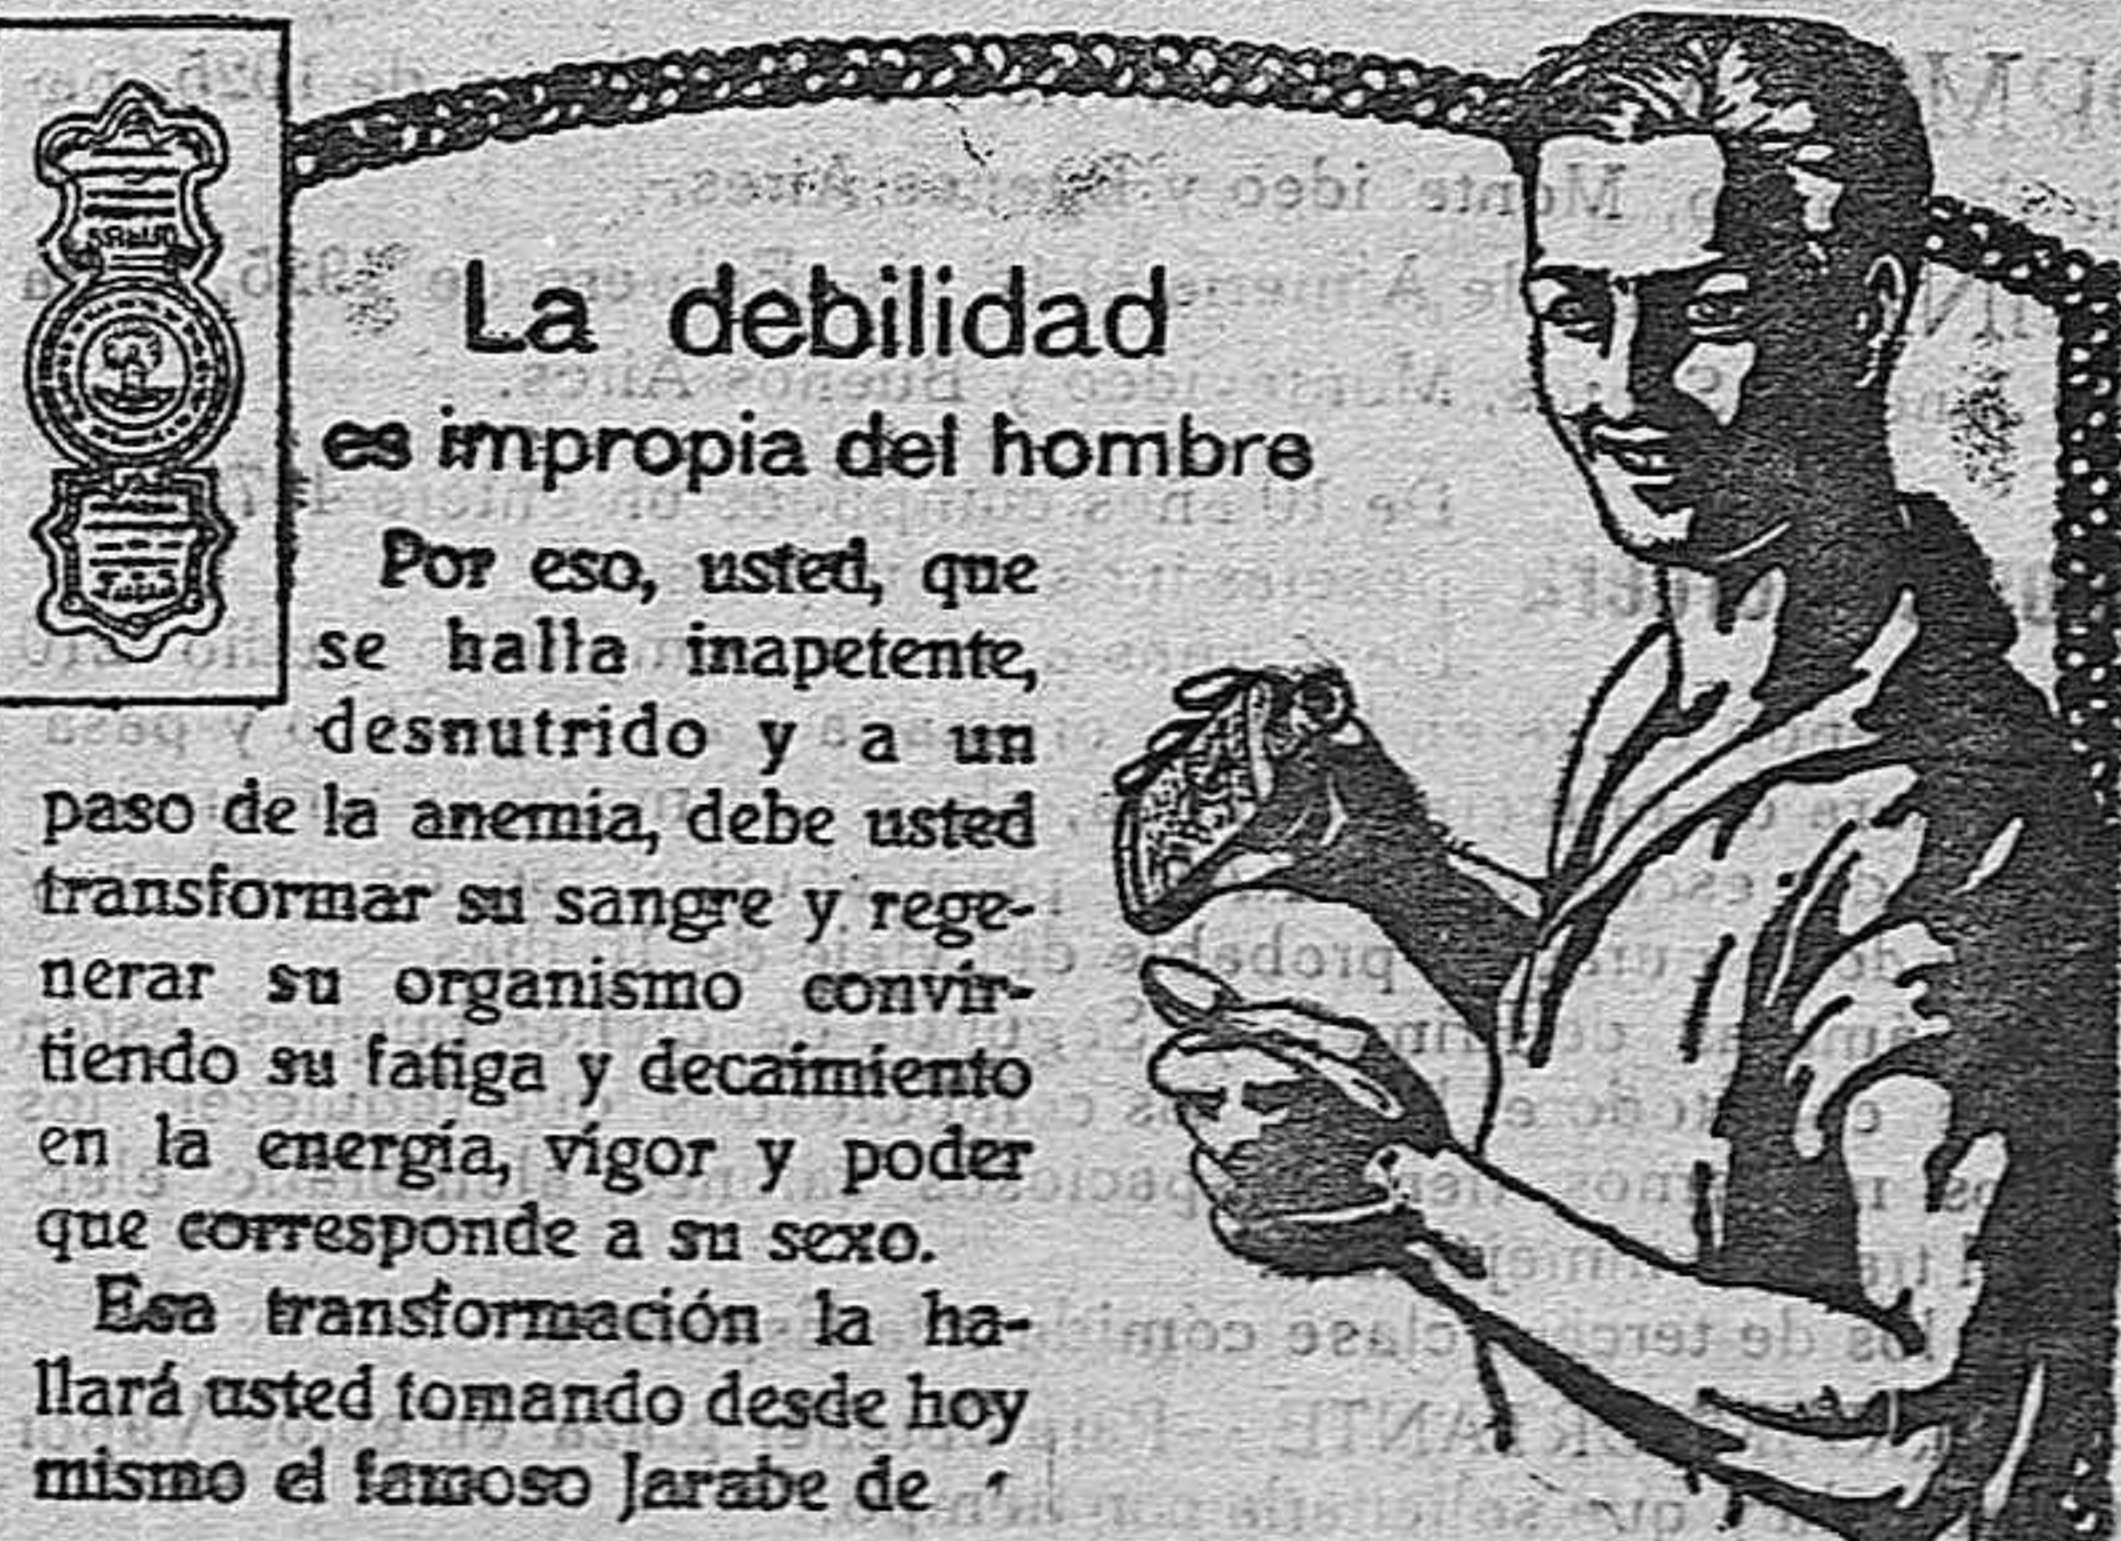 SALUD
La debilidad
es impropia del hombre
Por eso, usted, que
se halla inapetente,
desnutrido y a un
paso de la anemia, debe usted
transformar su sangre y rege-
nerar su organismo convir-
tiendo su fatiga y decaimiento
en la energía, vigor y poder
que corresponde a su sexo.
Esa transformación la ha-
llará usted tomando desde hoy
mismo el famoso Jarabe de